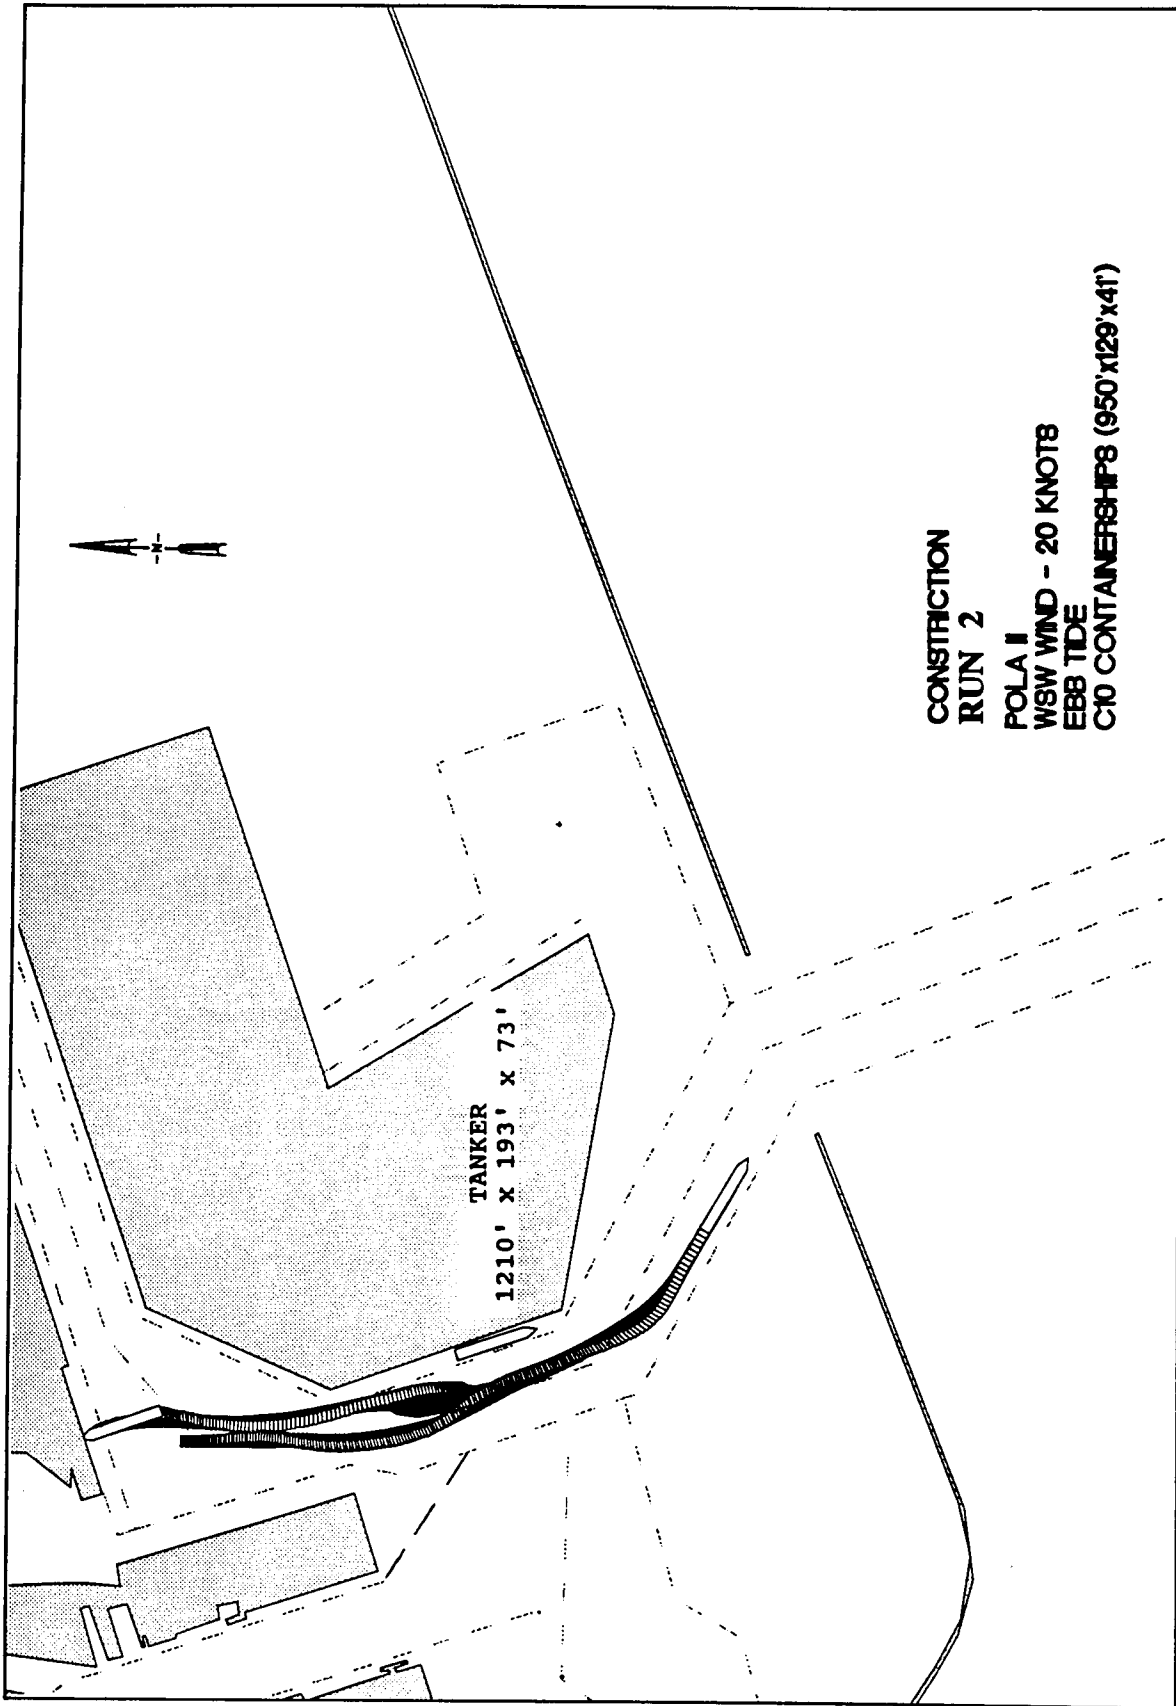 -N-
TANKER
1210' X 193' X 73'
CONSTRICTION
RUN 2
POLA II
WSW WIND - 20 KNOTS
EBB TIDE
C10 CONTAINERSHIPS (950'x129'x41')